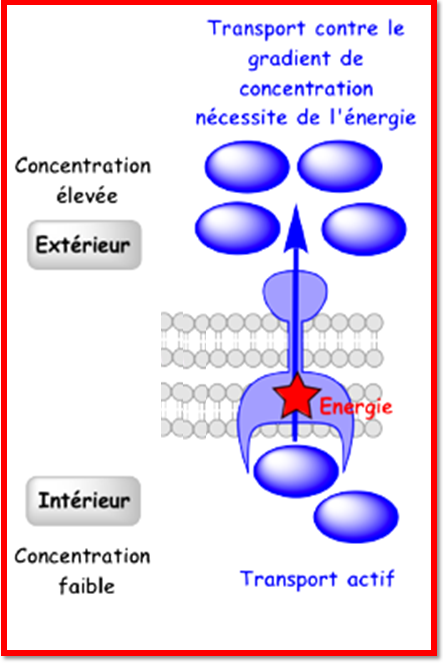 Transport contre le
gradient de
concentration
nécessite de l'énergie
Concentration
élevée
Extérieur
Energie
Intérieur
Concentration
faible
Transport actif